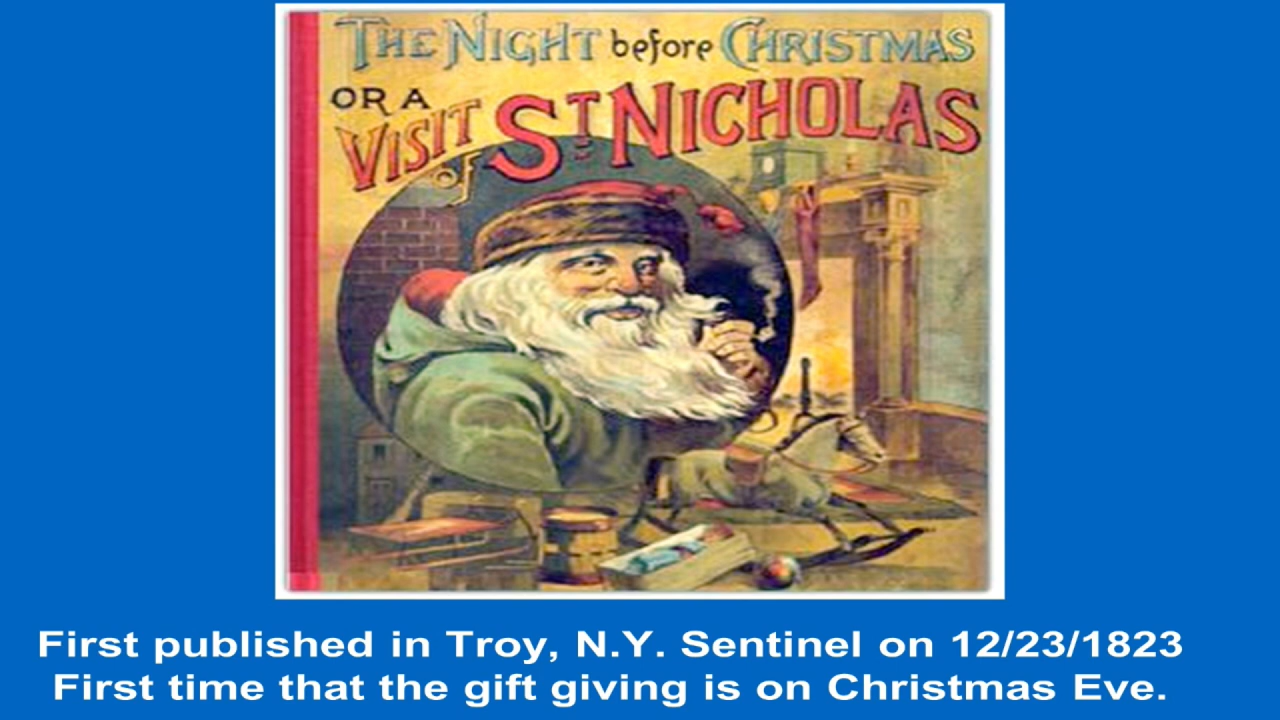 THE NIGHT before CHRISTMAS
OR A
VISIT of ST NICHOLAS
First published in Troy, N.Y. Sentinel on 12/23/1823
First time that the gift giving is on Christmas Eve.